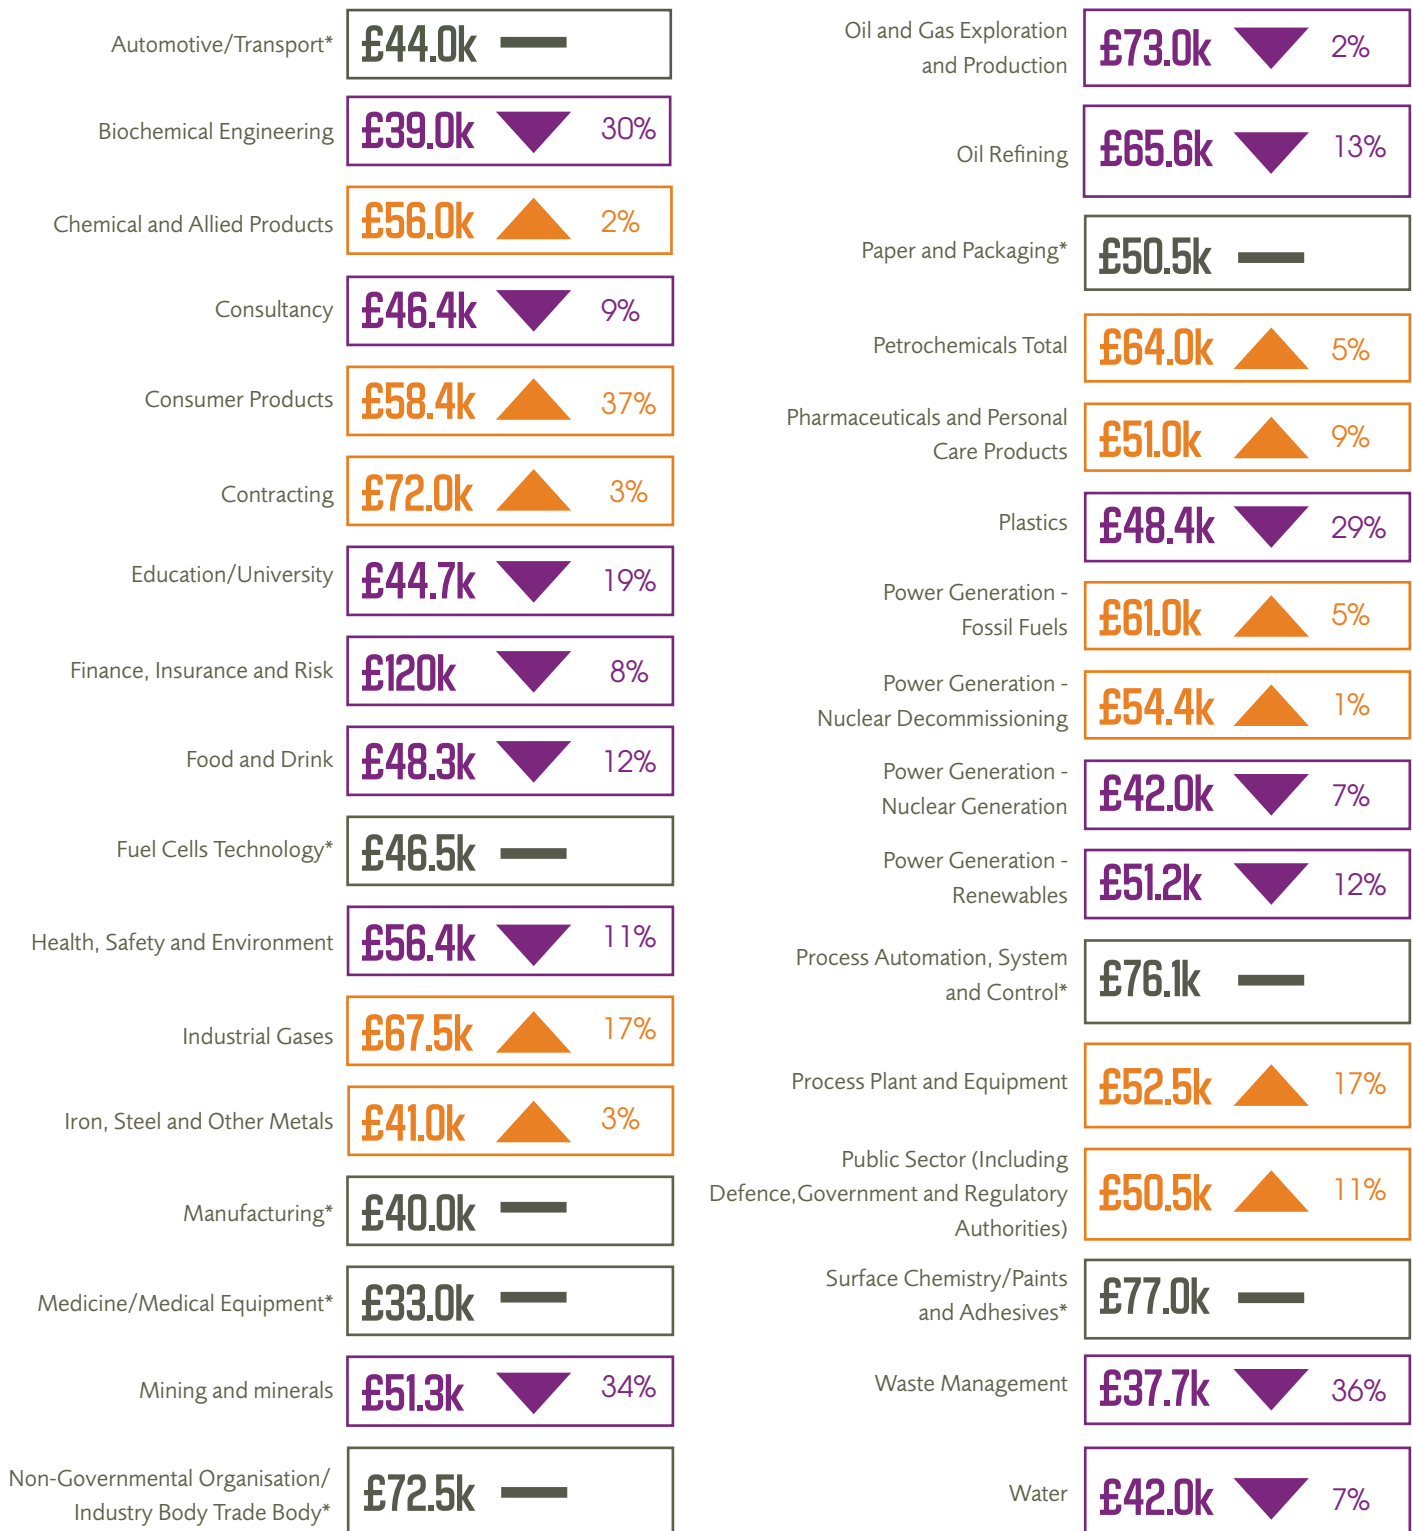 Automotive/Transport* £44.0k
Biochemical Engineering £39.0k 30%
Chemical and Allied Products £56.0k 2%
Consultancy £46.4k 9%
Consumer Products £58.4k 37%
Contracting £72.0k 3%
Education/University £44.7k 19%
Finance, Insurance and Risk £120k 8%
Food and Drink £48.3k 12%
Fuel Cells Technology* £46.5k
Health, Safety and Environment £56.4k 11%
Industrial Gases £67.5k 17%
Iron, Steel and Other Metals £41.0k 3%
Manufacturing* £40.0k
Medicine/Medical Equipment* £33.0k
Mining and minerals £51.3k 34%
Non-Governmental Organisation/
Industry Body Trade Body* £72.5k
Oil and Gas Exploration
and Production £73.0k 2%
Oil Refining £65.6k 13%
Paper and Packaging* £50.5k
Petrochemicals Total £64.0k 5%
Pharmaceuticals and Personal
Care Products £51.0k 9%
Plastics £48.4k 29%
Power Generation -
Fossil Fuels £61.0k 5%
Power Generation -
Nuclear Decommissioning £54.4k 1%
Power Generation -
Nuclear Generation £42.0k 7%
Power Generation -
Renewables £51.2k 12%
Process Automation, System
and Control* £76.1k
Process Plant and Equipment £52.5k 17%
Public Sector (Including
Defence,Government and Regulatory
Authorities) £50.5k 11%
Surface Chemistry/Paints
and Adhesives* £77.0k
Waste Management £37.7k 36%
Water £42.0k 7%